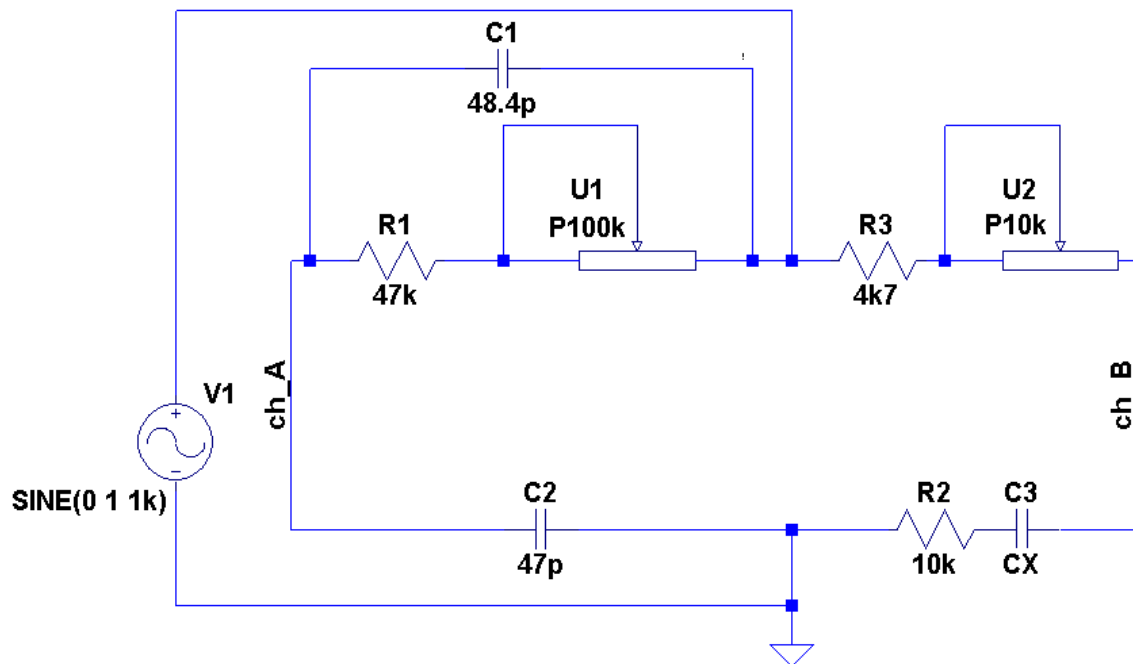 C1
48.4p
U1
P100k
U2
P10k
R1
47k
R3
4k7
ch_A
ch_B
V1
+
−
SINE(0 1 1k)
C2
47p
R2
10k
C3
CX